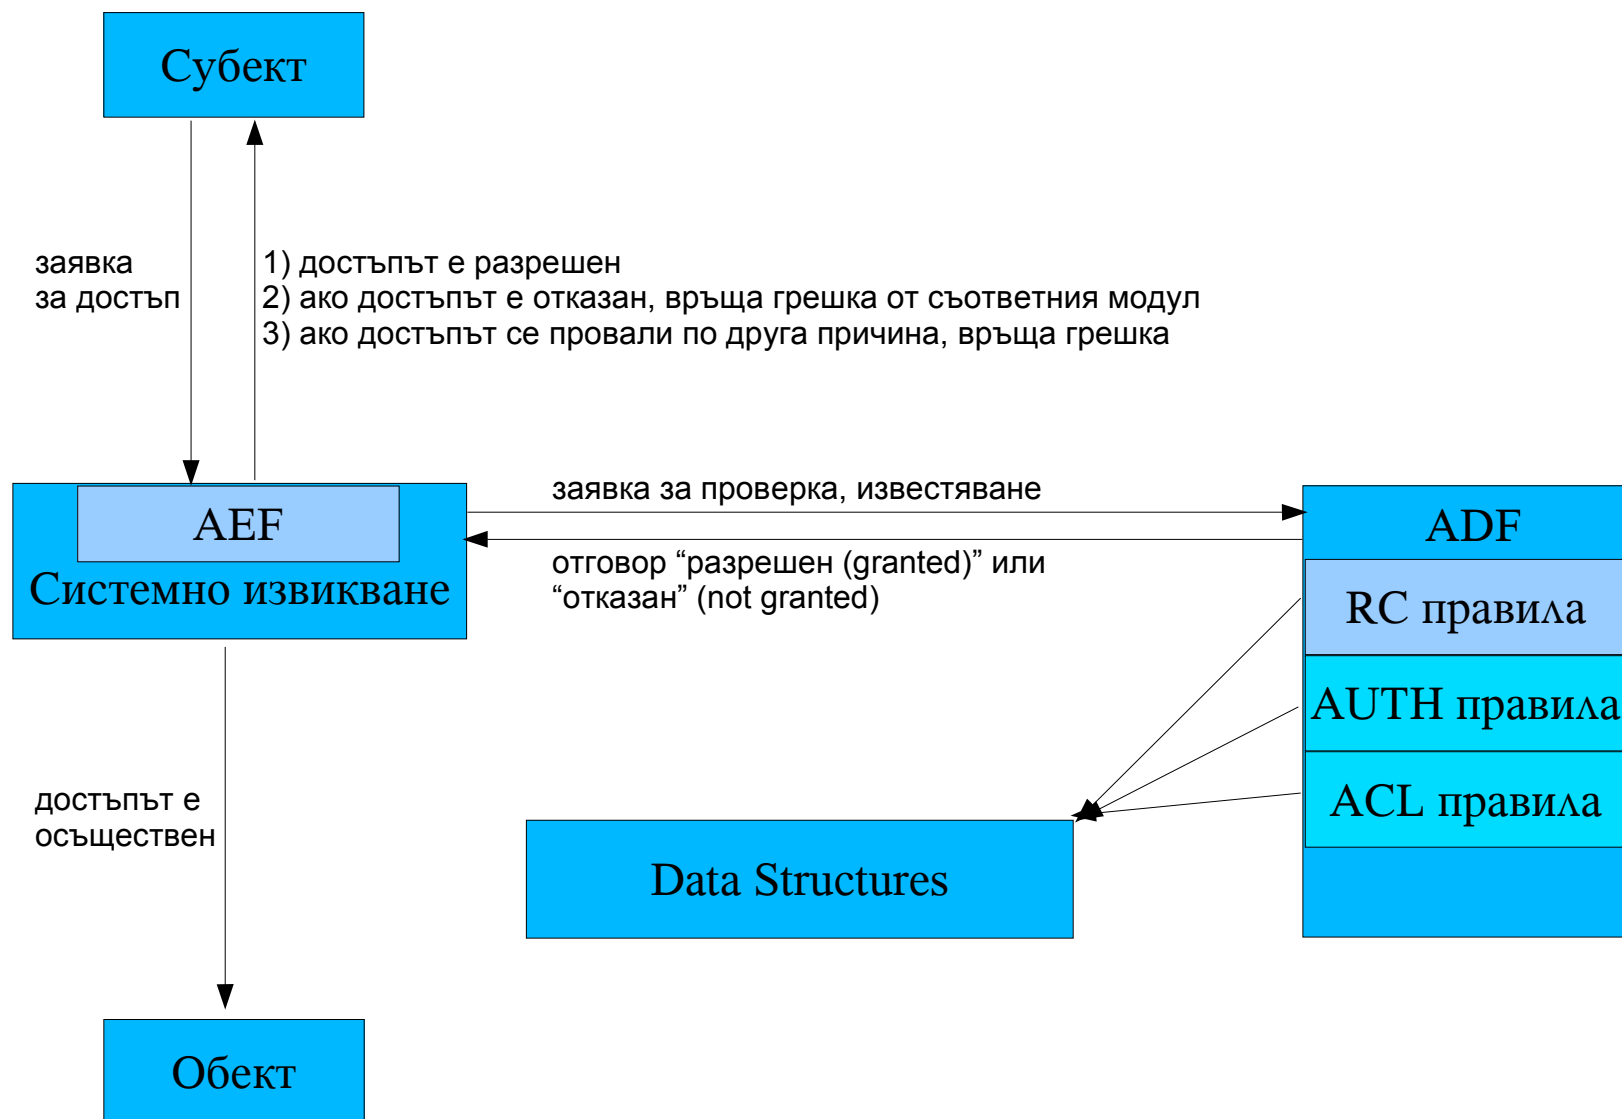 Субект
заявка
за достъп
1) достъпът е разрешен
2) ако достъпът е отказан, връща грешка от съответния модул
3) ако достъпът се провали по друга причина, връща грешка
AEF
Системно извикване
заявка за проверка, известяване
отговор “разрешен (granted)” или
“отказан” (not granted)
ADF
RC правила
AUTH правила
ACL правила
достъпът е
осъществен
Data Structures
Обект